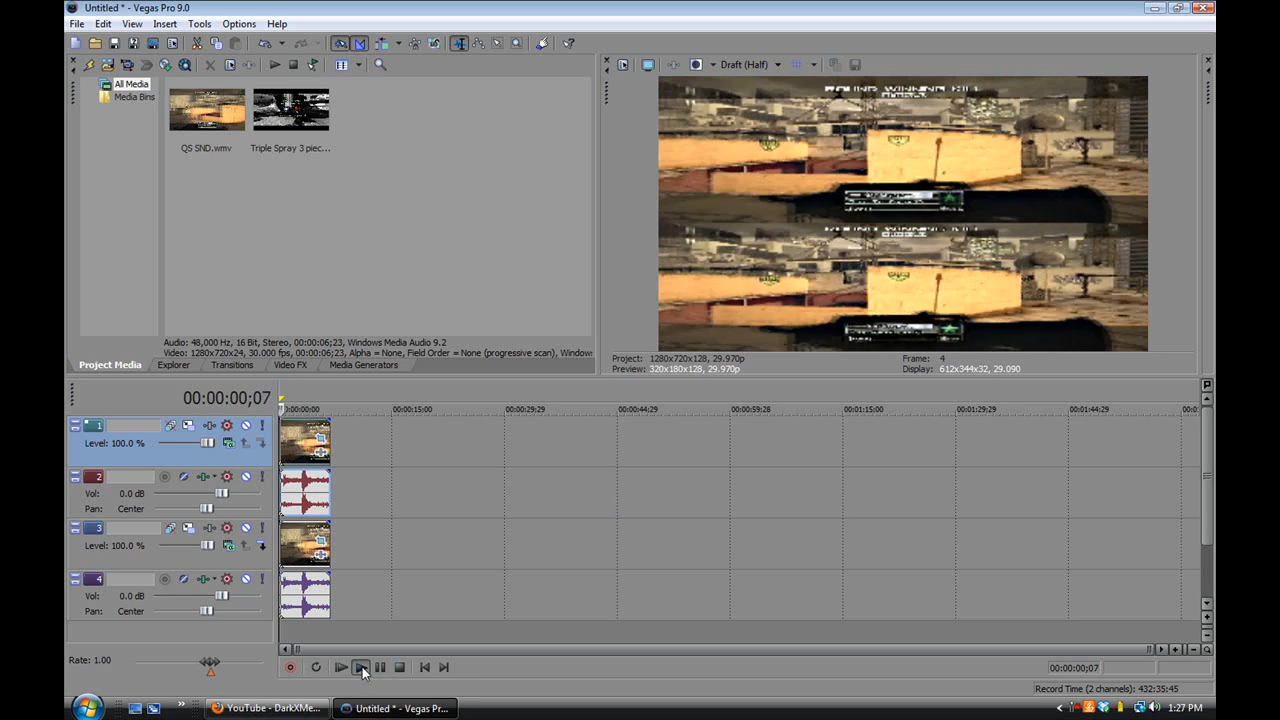 Untitled * - Vegas Pro 9.0
File Edit View Insert Tools Options Help
Draft (Half)
All Media
Media Bins
QS SND.wmv
Triple Spray 3 piec...
Audio: 48,000 Hz, 16 Bit, Stereo, 00:00:06;23, Windows Media Audio 9.2
Video: 1280x720x24, 30.000 fps, 00:00:06;23, Alpha = None, Field Order = None (progressive scan), Window
Project Media Explorer Transitions Video FX Media Generators
Project: 1280x720x128, 29.970p
Frame: 4
Preview: 320x180x128, 29.970p
Display: 612x344x32, 29.090
00:00:00;07
0:00:00:00 00:00:15:00 00:00:29:29 00:00:44:29 00:00:59:28 00:01:15:00 00:01:29:29 00:01:44:29 00:0
1
Level: 100.0 %
2
Vol: 0.0 dB
Pan: Center
3
Level: 100.0 %
4
Vol: 0.0 dB
Pan: Center
Rate: 1.00
00:00:00;07
Record Time (2 channels): 432:35:45
YouTube - DarkXMe...
Untitled * - Vegas Pr...
1:27 PM